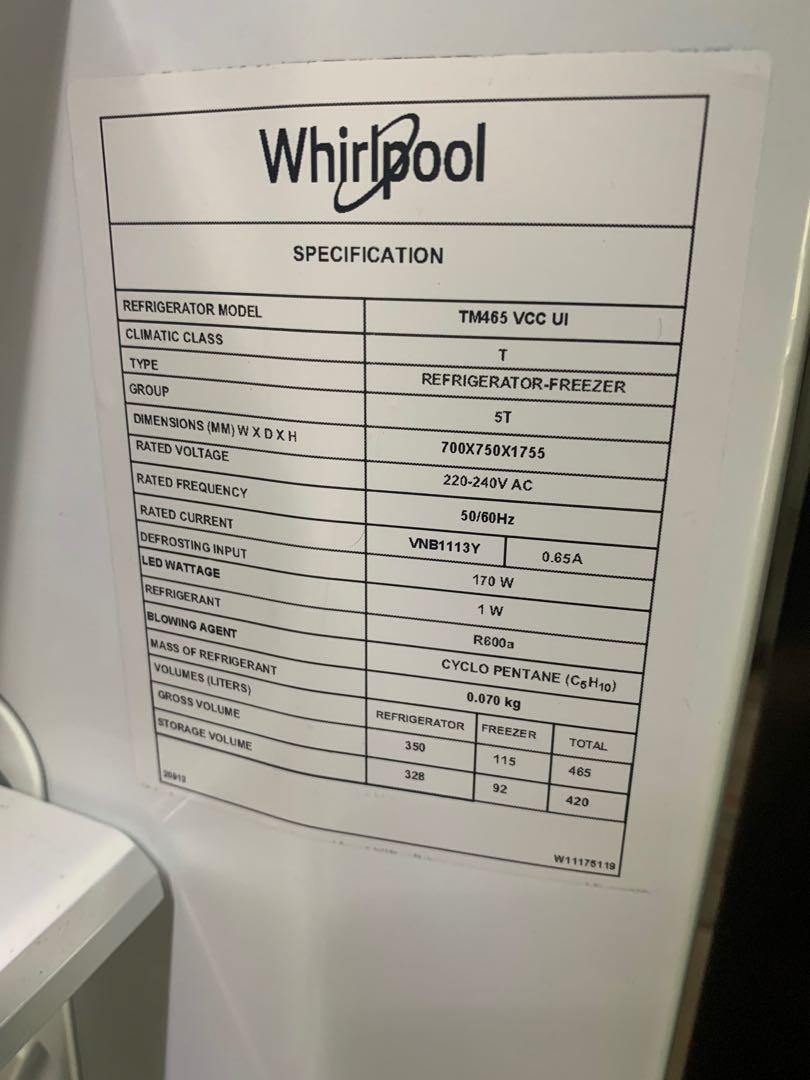 Whirlpool
SPECIFICATION
REFRIGERATOR MODEL TM465 VCC UI
CLIMATIC CLASS T
TYPE REFRIGERATOR-FREEZER
GROUP 5T
DIMENSIONS (MM) W X D X H 700X750X1755
RATED VOLTAGE 220-240V AC
RATED FREQUENCY 50/60Hz
RATED CURRENT VNB1113Y 0.65A
DEFROSTING INPUT 170 W
LED WATTAGE 1 W
REFRIGERANT R600a
BLOWING AGENT CYCLO PENTANE (C5H10)
MASS OF REFRIGERANT 0.070 kg
VOLUMES (LITERS) REFRIGERATOR FREEZER TOTAL
GROSS VOLUME 350 115 465
STORAGE VOLUME 328 92 420
W11175119